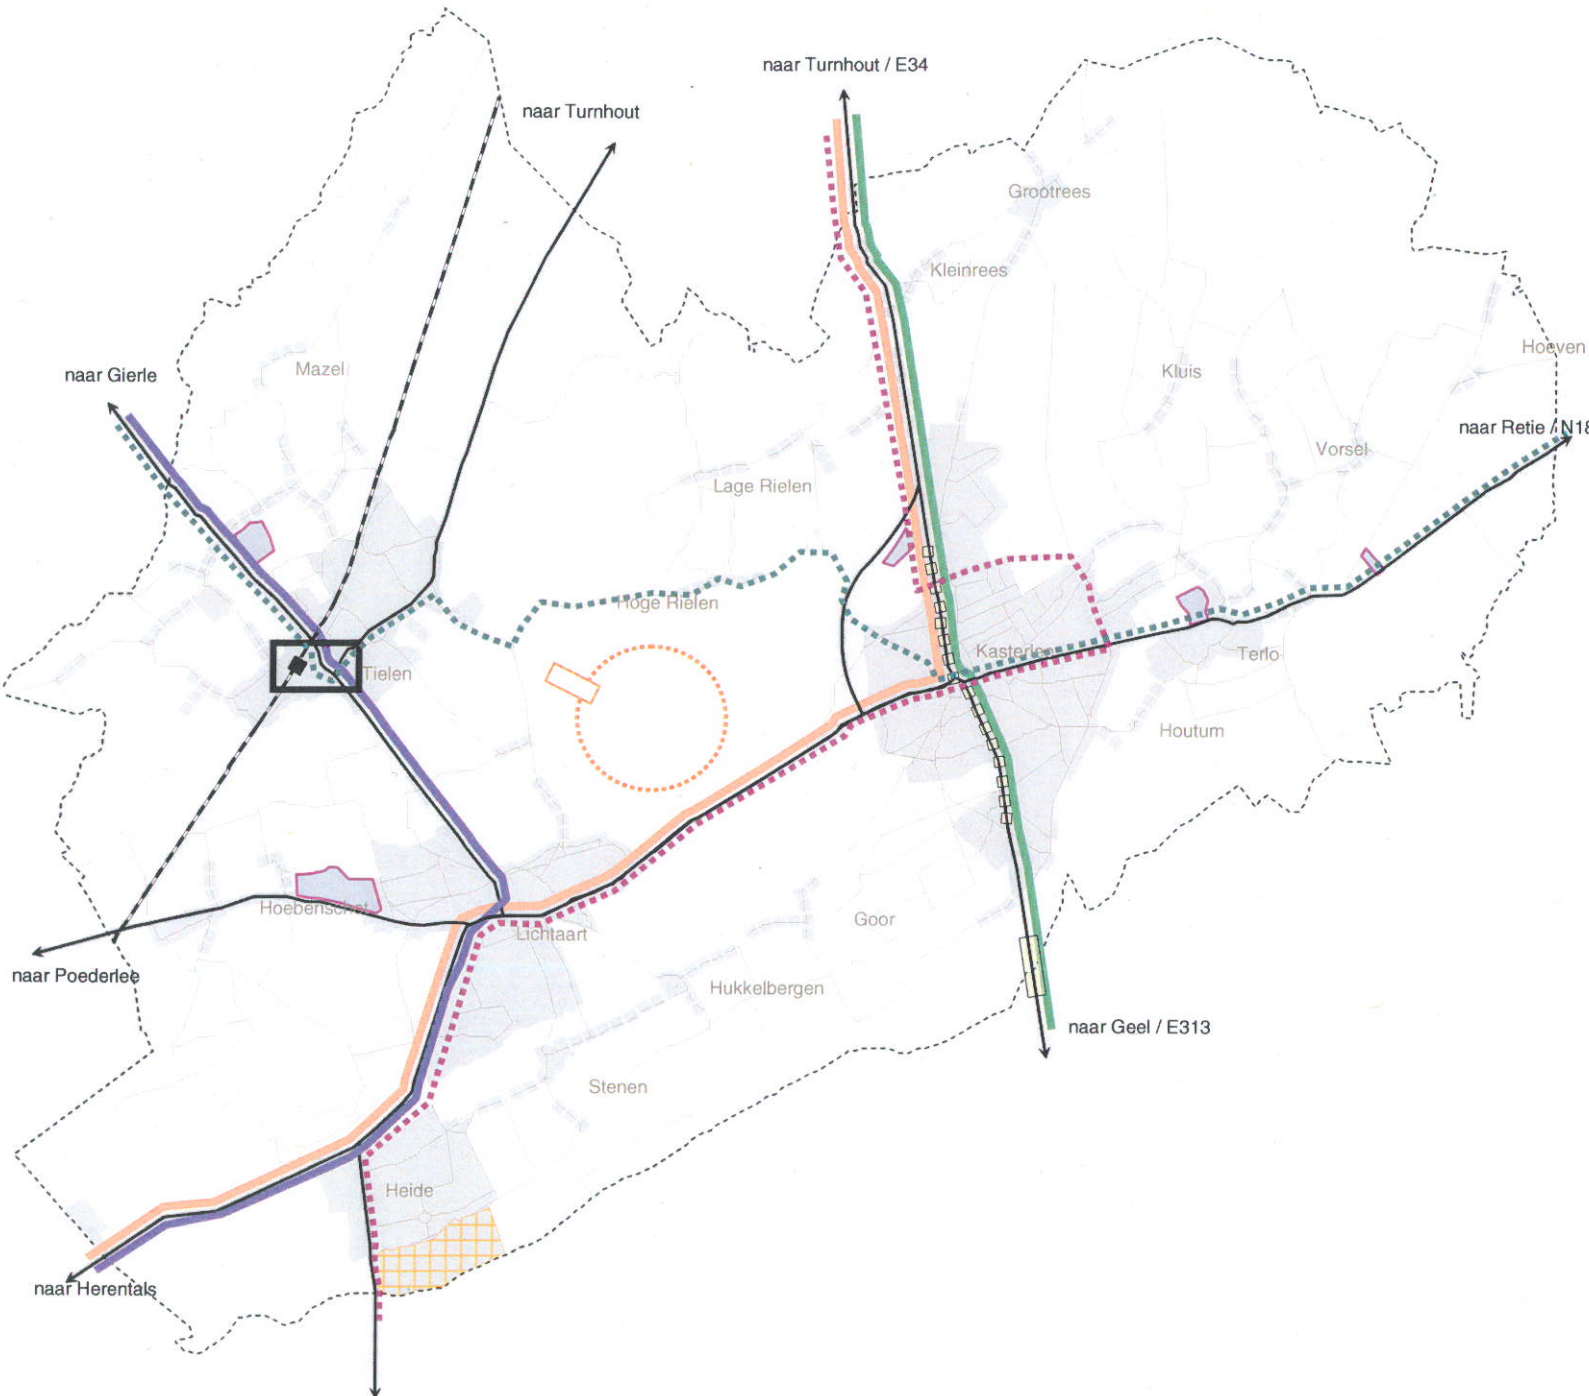 naar Turnhout / E34
naar Turnhout
Grootrees
Kleinrees
Hoeven
Mazel
Kluis
naar Gierle
naar Retie / N18
Vorsel
Lage Rielen
Hoge Rielen
Kasterlee
Terlo
Tielen
Houtum
Hoebenschot
Goor
Lichtaart
naar Poederlee
Hukkelbergen
naar Geel / E313
Stenen
Heide
naar Herentals